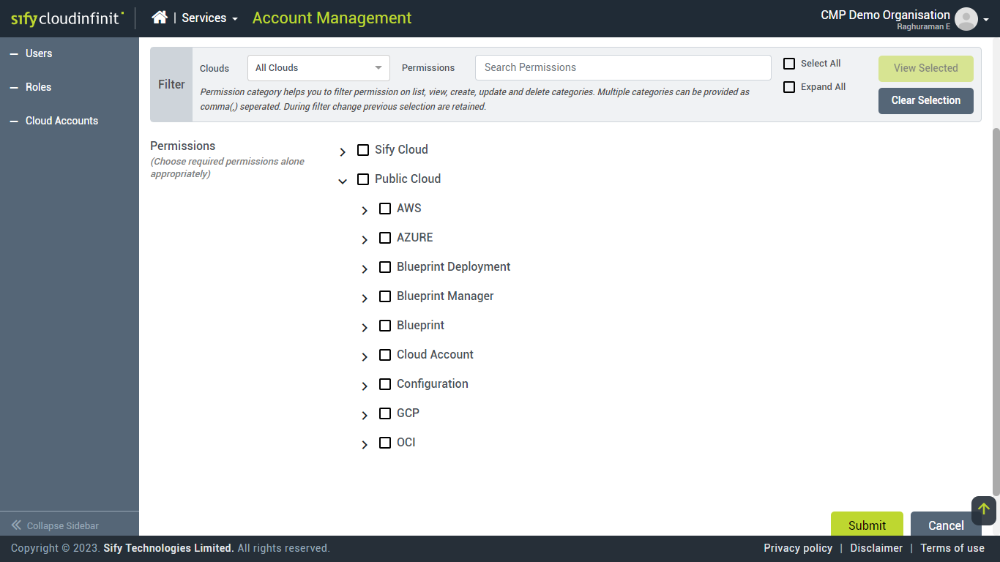 sify cloudinfinit
| Services
Account Management
CMP Demo Organisation
Raghuraman E
Users
Roles
Cloud Accounts
Collapse Sidebar
Filter
Clouds
All Clouds
Permissions
Search Permissions
Permission category helps you to filter permission on list, view, create, update and delete categories. Multiple categories can be provided as
comma(,) seperated. During filter change previous selection are retained.
Select All
Expand All
View Selected
Clear Selection
Permissions
(Choose required permissions alone
appropriately)
Sify Cloud
Public Cloud
AWS
AZURE
Blueprint Deployment
Blueprint Manager
Blueprint
Cloud Account
Configuration
GCP
OCI
Submit
Cancel
Copyright © 2023. Sify Technologies Limited. All rights reserved.
Privacy policy | Disclaimer | Terms of use